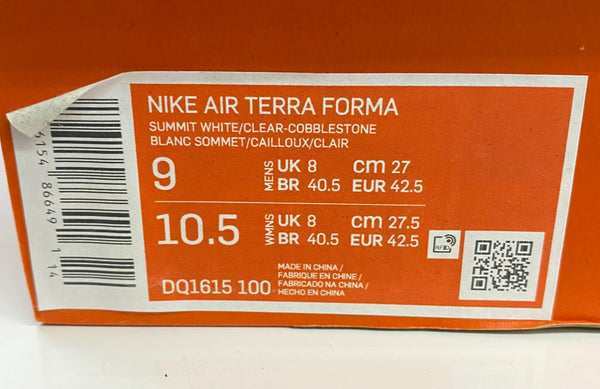 NIKE AIR TERRA FORMA
SUMMIT WHITE/CLEAR-COBBLESTONE
BLANC SOMMET/CAILLOUX/CLAIR
9 MENS UK 8 cm 27
BR 40.5 EUR 42.5
10.5 WMNS UK 8 cm 27.5
BR 40.5 EUR 42.5
RFID
MADE IN CHINA /
FABRIQUE EN CHINE /
FABRICADO NA CHINA /
HECHO EN CHINA
DQ1615 100
6154 86649 1 14